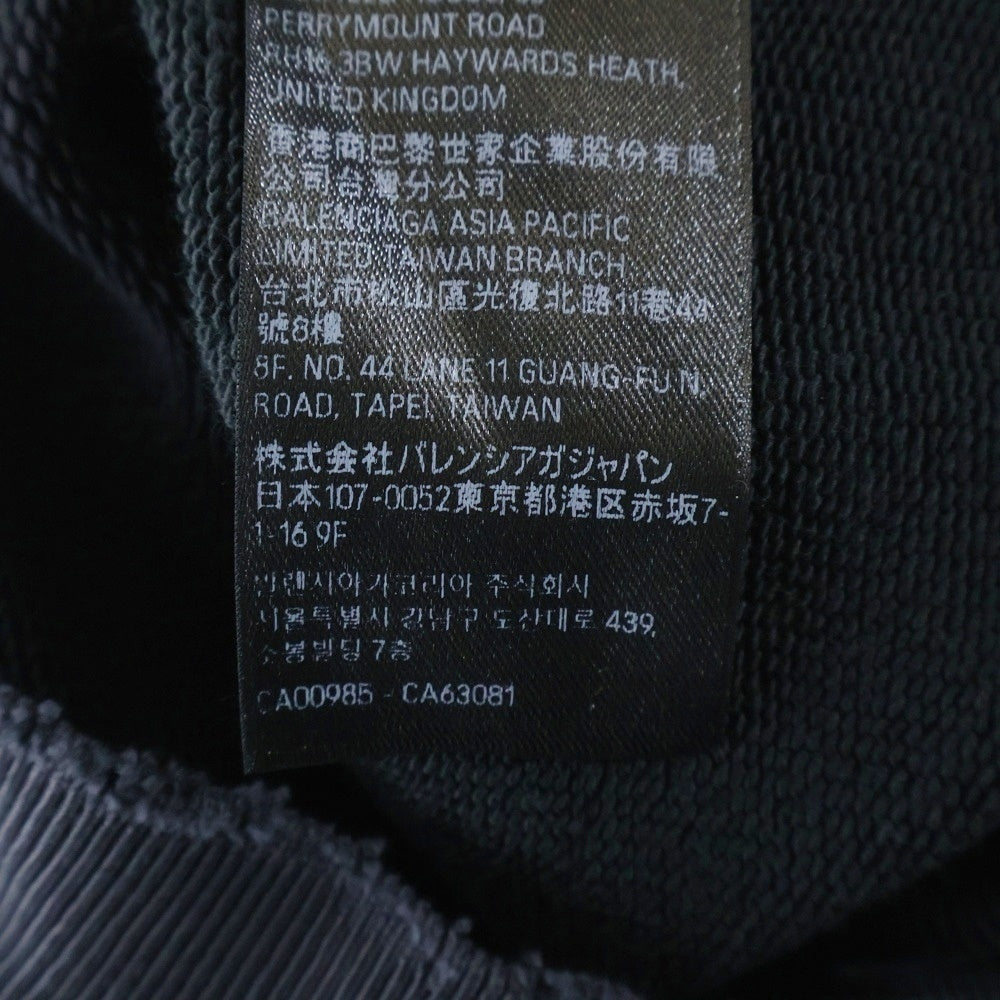 PERRYMOUNT ROAD
RH16 3BW HAYWARDS HEATH,
UNITED KINGDOM
香港商巴黎世家企業股份有限
公司台灣分公司
BALENCIAGA ASIA PACIFIC
LIMITED TAIWAN BRANCH
台北市松山區光復北路11巷44
號8樓
8F. NO. 44 LANE 11 GUANG-FU N.
ROAD, TAPEI, TAIWAN
株式会社バレンシアガジャパン
日本107-0052東京都港区赤坂7-
1-16 9F
발렌시아가코리아 주식회사
서울특별시 강남구 도산대로 439,
소봉빌딩 7층
CA00985 - CA63081